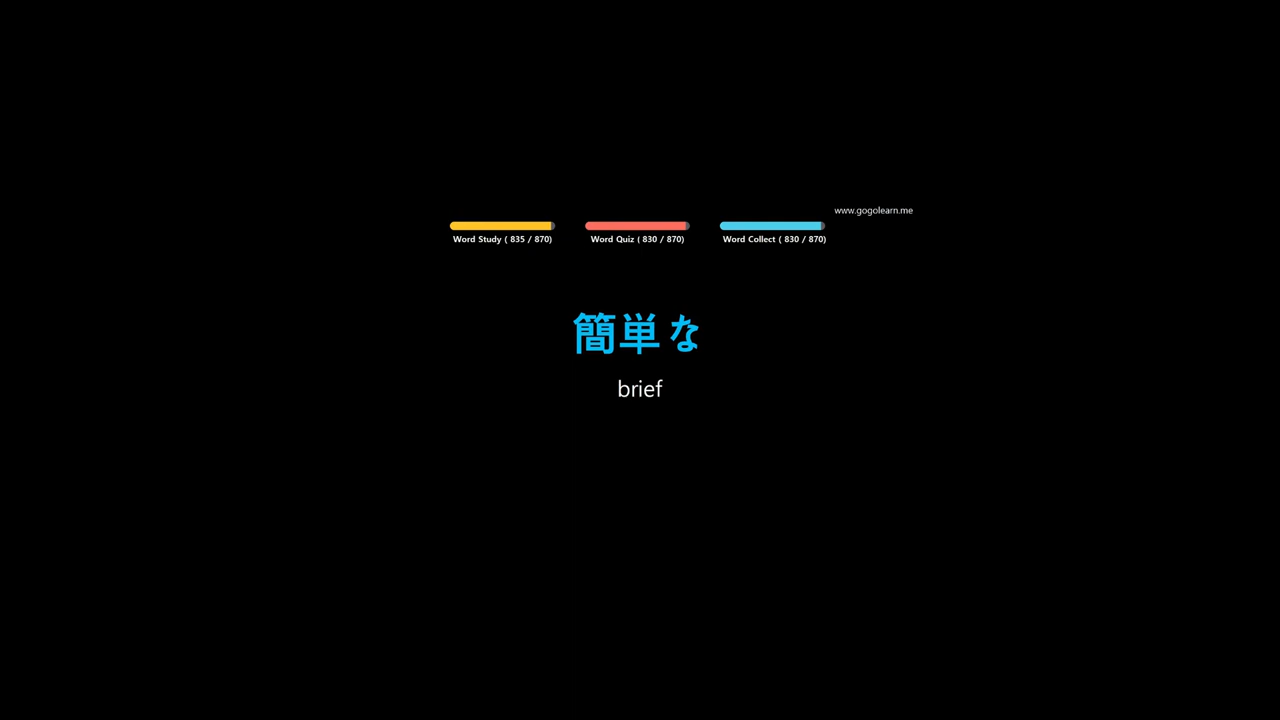 www.gogolearn.me
Word Study ( 835 / 870)
Word Quiz ( 830 / 870)
Word Collect ( 830 / 870)
簡単な
brief